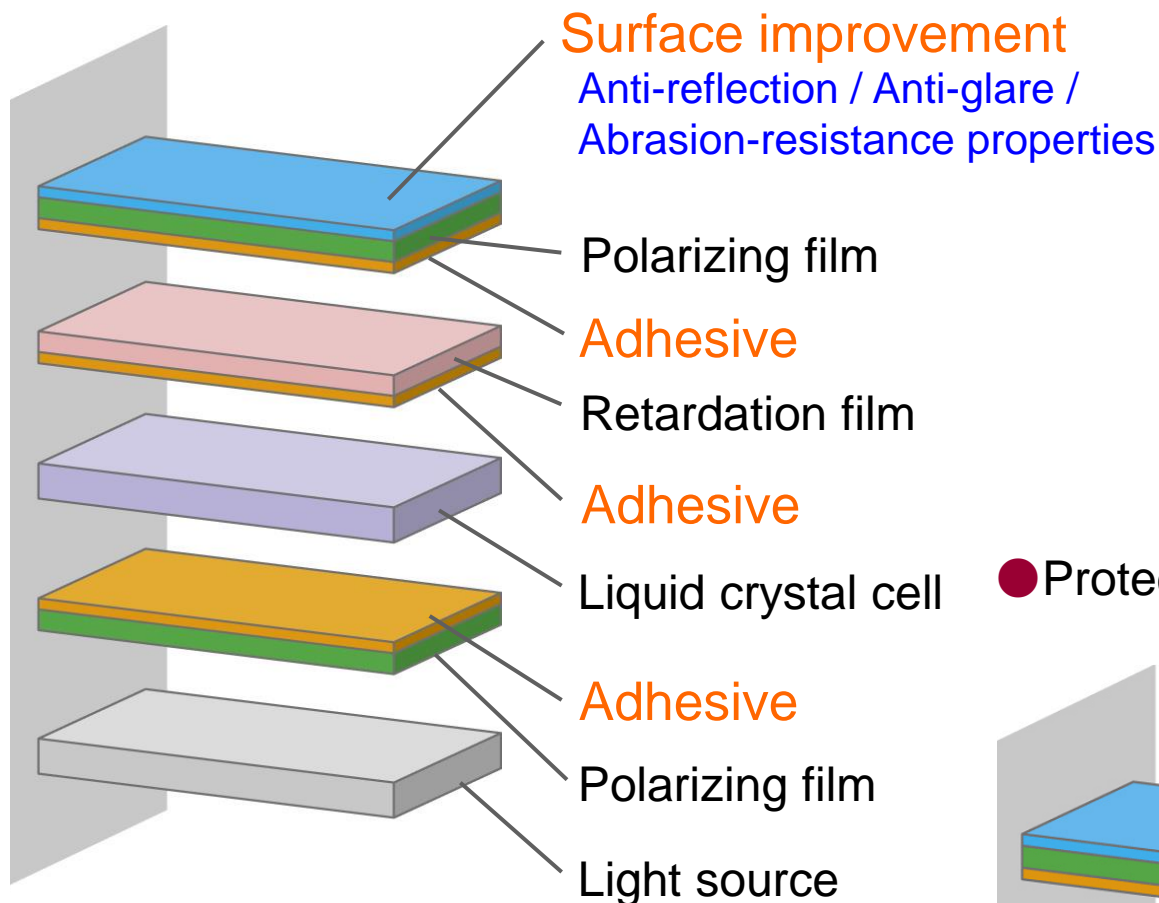 Surface improvement
Anti-reflection / Anti-glare /
Abrasion-resistance properties
Polarizing film
Adhesive
Retardation film
Adhesive
Liquid crystal cell
Adhesive
Polarizing film
Light source